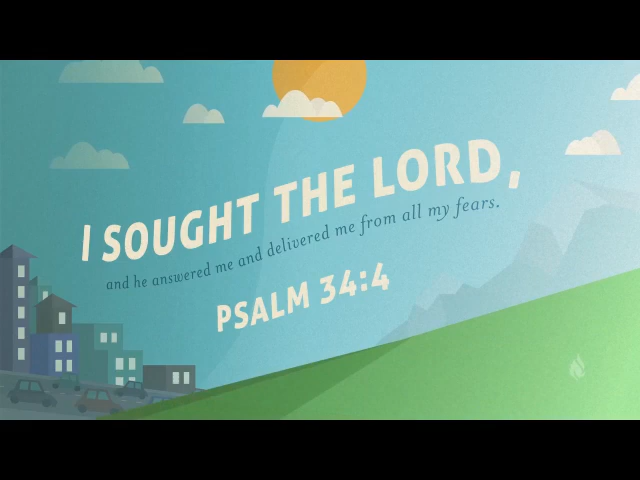 I SOUGHT THE LORD,
and he answered me and delivered me from all my fears.
PSALM 34:4